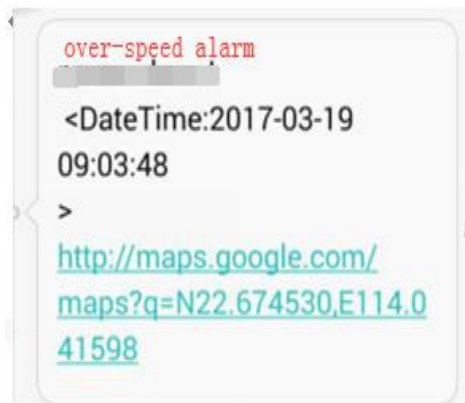 over-speed alarm
<DateTime:2017-03-19
09:03:48
>
http://maps.google.com/
maps?q=N22.674530,E114.0
41598